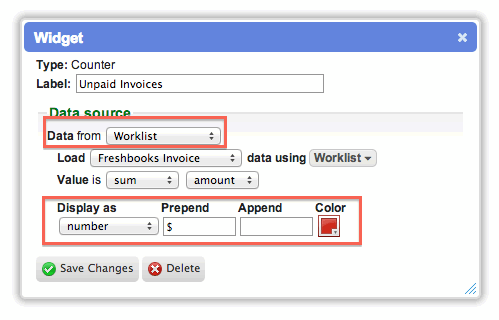 Widget
Type: Counter
Label: Unpaid Invoices
Data source
Data from Worklist
Load Freshbooks Invoice data using Worklist
Value is sum amount
Display as Prepend Append Color
number $
Save Changes Delete